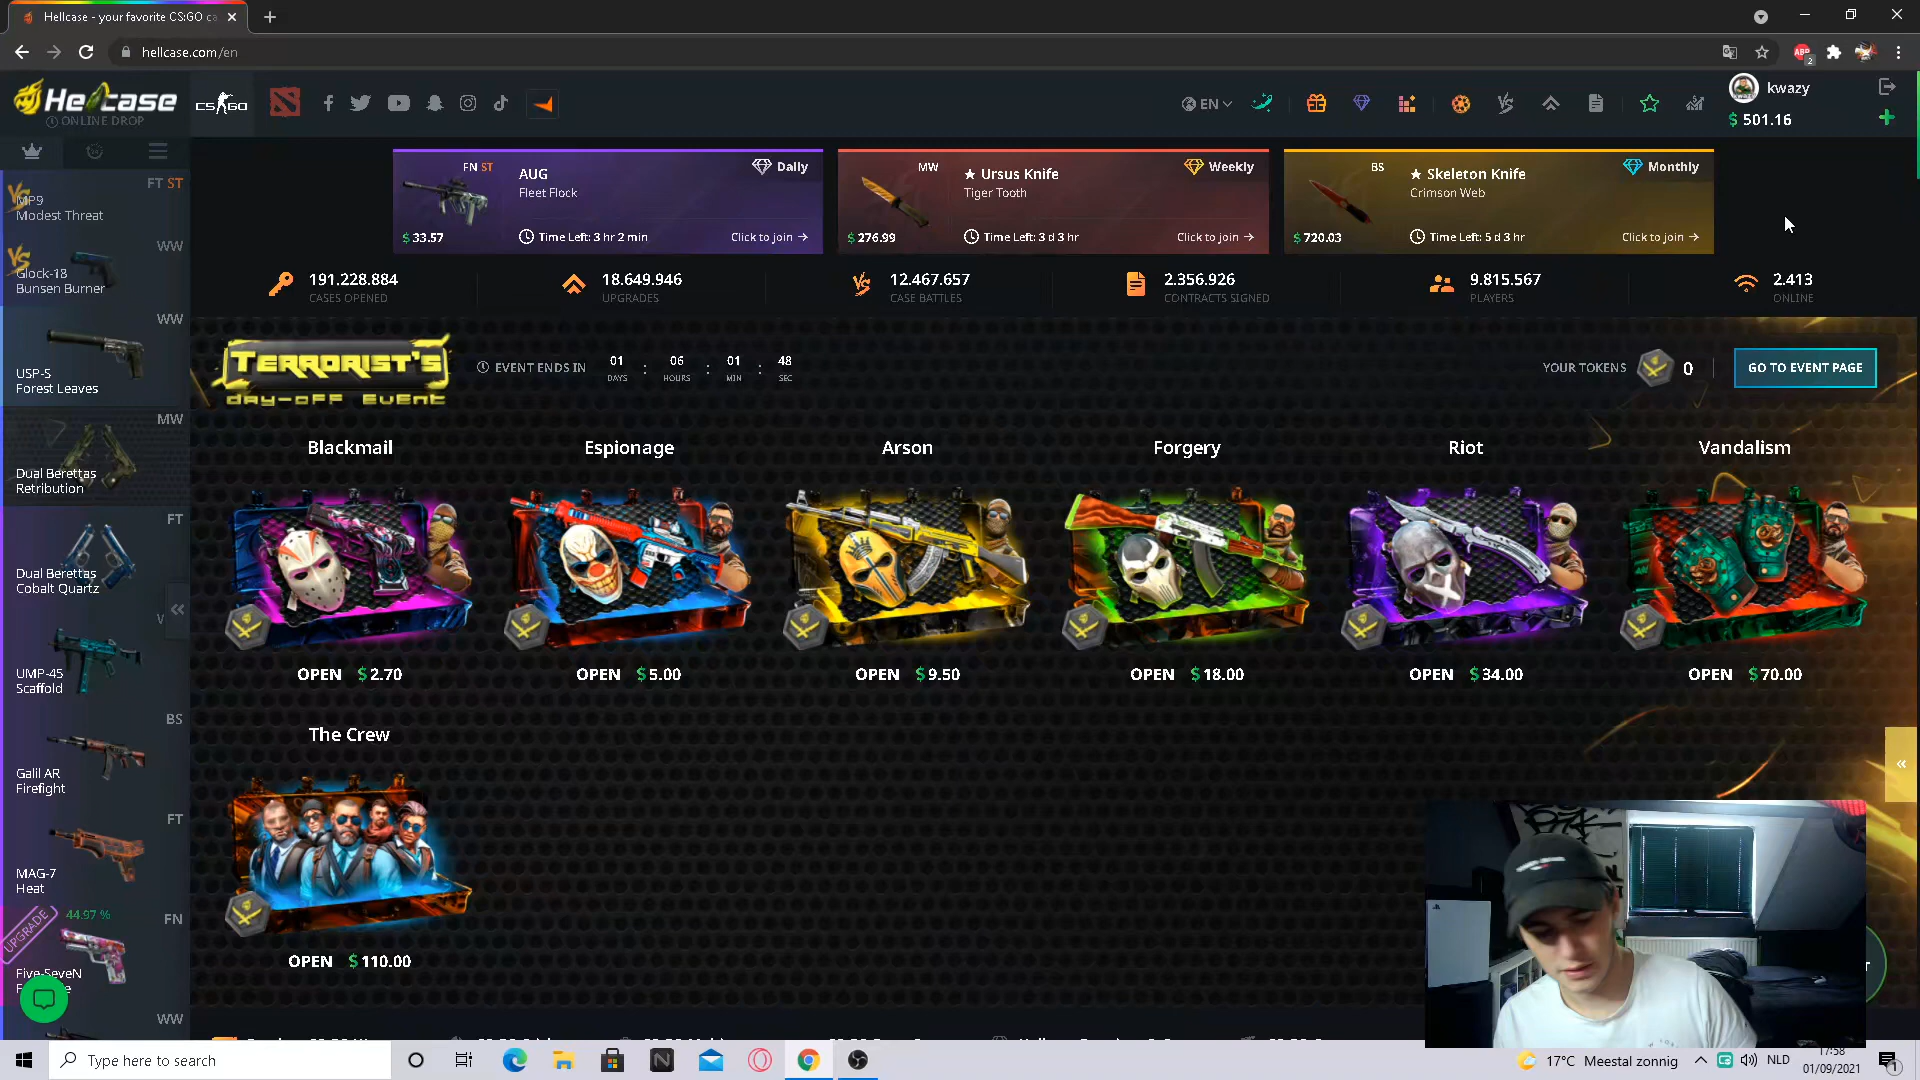 Hellcase - your favorite CS:GO ca
hellcase.com/en
ABP
2
HellCase
ONLINE DROP
CS:GO
EN
kwazy
$ 501.16
FN ST
AUG
Fleet Flock
Daily
$ 33.57
Time Left: 3 hr 2 min
Click to join →
MW
★ Ursus Knife
Tiger Tooth
Weekly
$ 276.99
Time Left: 3 d 3 hr
Click to join →
BS
★ Skeleton Knife
Crimson Web
Monthly
$ 720.03
Time Left: 5 d 3 hr
Click to join →
191.228.884
CASES OPENED
18.649.946
UPGRADES
12.467.657
CASE BATTLES
2.356.926
CONTRACTS SIGNED
9.815.567
PLAYERS
2.413
ONLINE
FT ST
MP9
Modest Threat
WW
Glock-18
Bunsen Burner
WW
USP-S
Forest Leaves
MW
Dual Berettas
Retribution
FT
Dual Berettas
Cobalt Quartz
UMP-45
Scaffold
BS
Galil AR
Firefight
FT
MAG-7
Heat
UPGRADE
44.97 %
FN
Five-SeveN
WW
TERRORIST'S
DAY-OFF EVENT
EVENT ENDS IN
01 : 06 : 01 : 48
DAYS HOURS MIN SEC
YOUR TOKENS 0
GO TO EVENT PAGE
Blackmail
Espionage
Arson
Forgery
Riot
Vandalism
OPEN $ 2.70
OPEN $ 5.00
OPEN $ 9.50
OPEN $ 18.00
OPEN $ 34.00
OPEN $ 70.00
The Crew
OPEN $ 110.00
Type here to search
17°C Meestal zonnig
NLD
17:58
01/09/2021
1